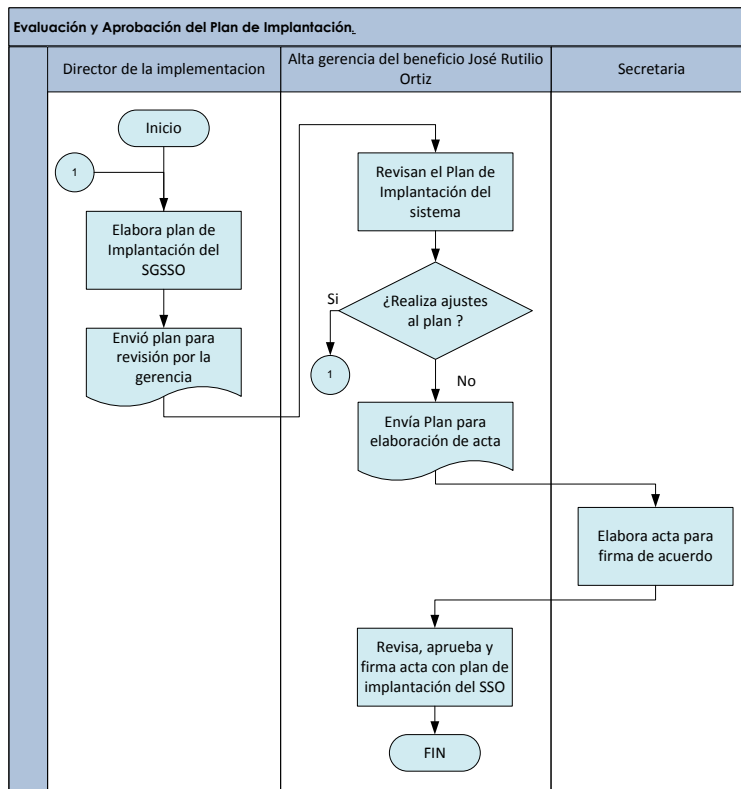 Evaluación y Aprobación del Plan de Implantación.
Director de la implementacion
Alta gerencia del beneficio José Rutilio
Ortiz
Secretaria
Inicio
1
Elabora plan de
Implantación del
SGSSO
Envió plan para
revisión por la
gerencia
Revisan el Plan de
Implantación del
sistema
¿Realiza ajustes
al plan ?
Si
1
No
Envía Plan para
elaboración de acta
Elabora acta para
firma de acuerdo
Revisa, aprueba y
firma acta con plan de
implantación del SSO
FIN